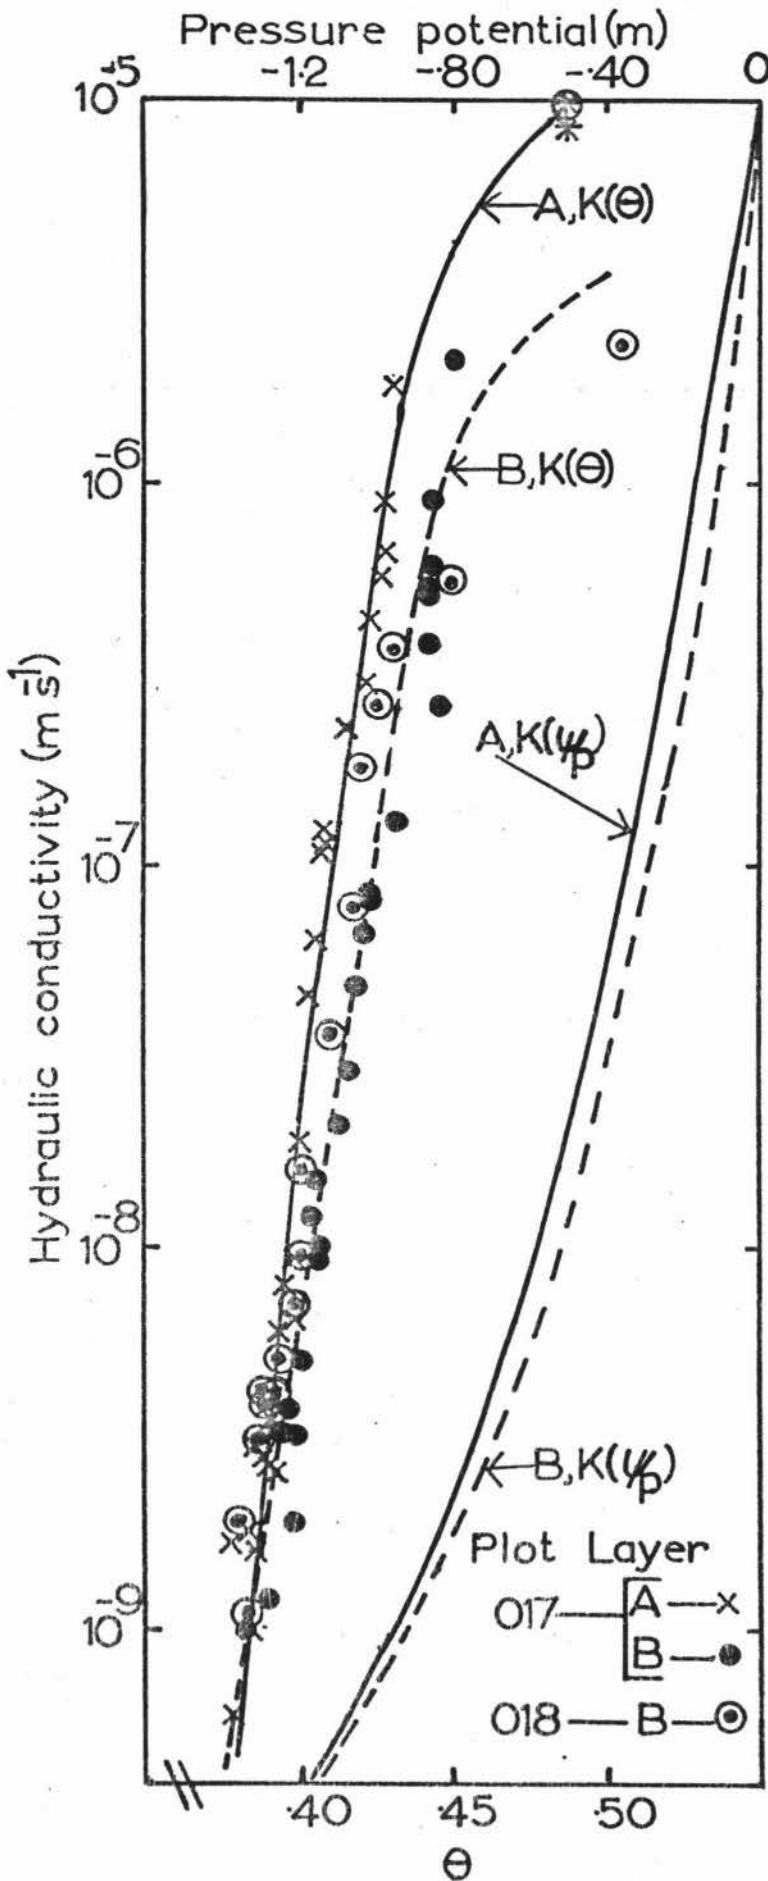 Pressure potential (m)
-1.2 -.80 -.40 0
10⁻⁵
A,K(θ)
10⁻⁶
B,K(θ)
A,K(ψp)
Hydraulic conductivity (m s⁻¹)
10⁻⁷
10⁻⁸
B,K(ψp)
Plot Layer
017 A
B
10⁻⁹
018 B
.40 .45 .50
θ